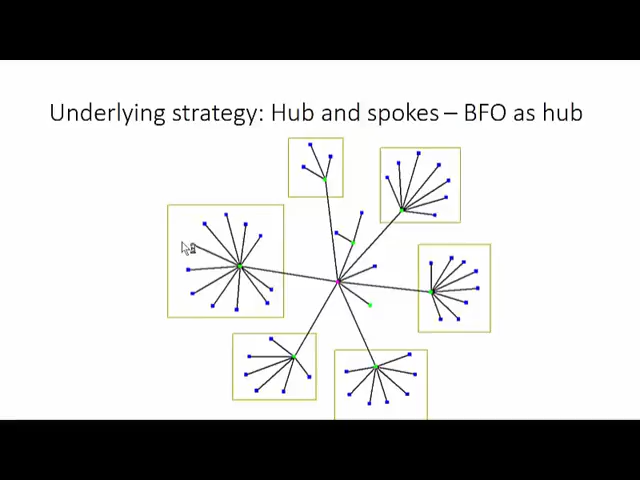 Underlying strategy: Hub and spokes – BFO as hub